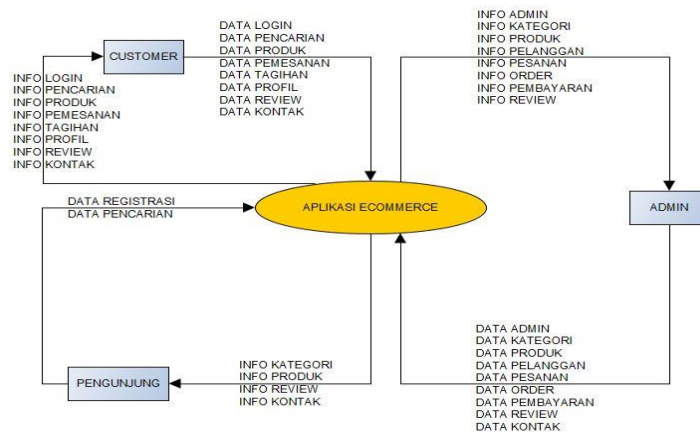 CUSTOMER
DATA LOGIN
DATA PENCARIAN
DATA PRODUK
DATA PEMESANAN
DATA TAGIHAN
DATA PROFIL
DATA REVIEW
DATA KONTAK
INFO ADMIN
INFO KATEGORI
INFO PRODUK
INFO PELANGGAN
INFO PESANAN
INFO ORDER
INFO PEMBAYARAN
INFO REVIEW
INFO LOGIN
INFO PENCARIAN
INFO PRODUK
INFO PEMESANAN
INFO TAGIHAN
INFO PROFIL
INFO REVIEW
INFO KONTAK
DATA REGISTRASI
DATA PENCARIAN
APLIKASI ECOMMERCE
ADMIN
PENGUNJUNG
INFO KATEGORI
INFO PRODUK
INFO REVIEW
INFO KONTAK
DATA ADMIN
DATA KATEGORI
DATA PRODUK
DATA PELANGGAN
DATA PESANAN
DATA ORDER
DATA PEMBAYARAN
DATA REVIEW
DATA KONTAK